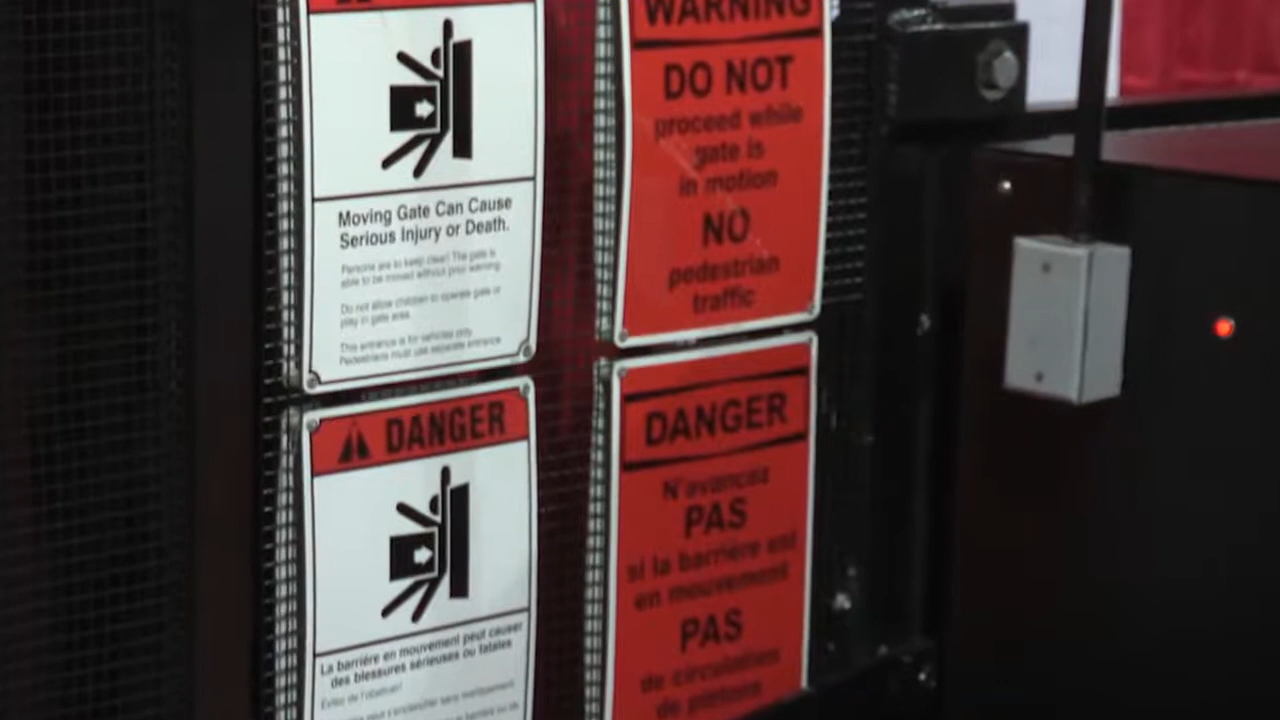 Moving Gate Can Cause
Serious Injury or Death.
Persons are to keep clear! The gate is
able to be moved without prior warning.
Do not allow children to operate gate or
play in gate area.
This entrance is for vehicles only.
Pedestrians must use separate entrance
WARNING
DO NOT
proceed while
gate is
in motion
NO
pedestrian
traffic
DANGER
La barrière en mouvement peut causer
des blessures sérieuses ou fatales
DANGER
N'avancez
PAS
si la barrière est
en mouvement
PAS
de circulation
de piétons